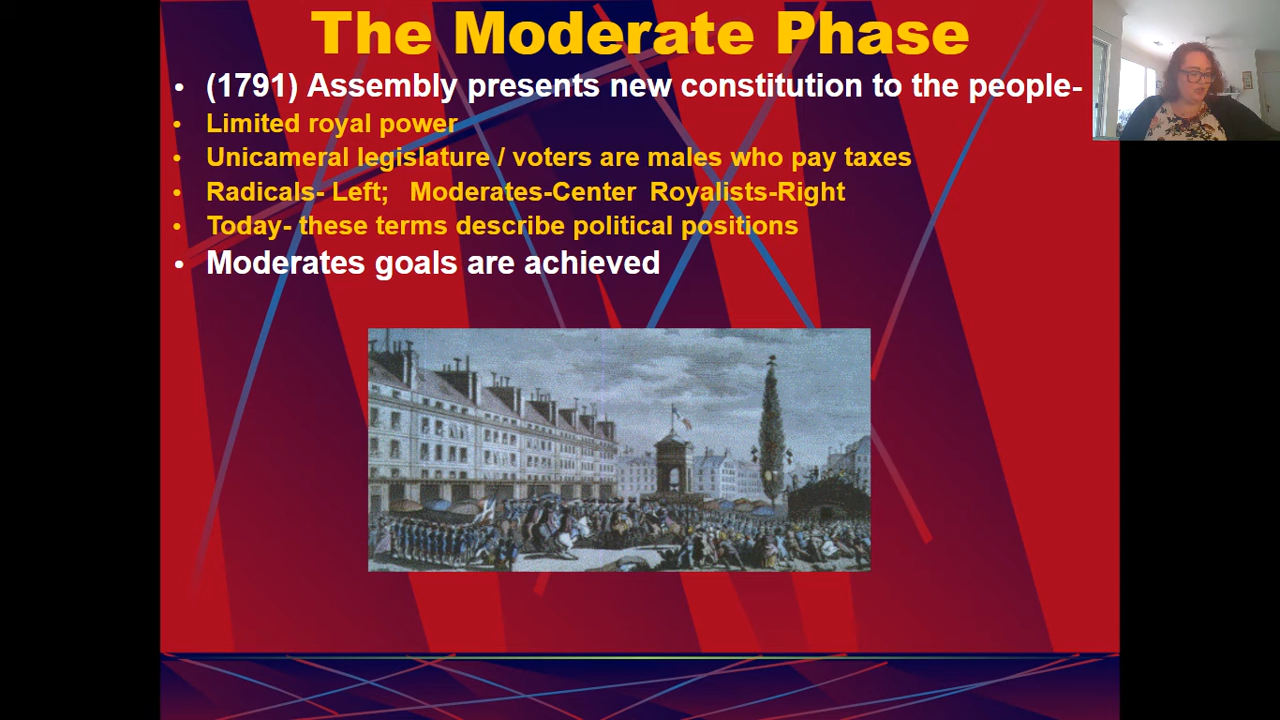 The Moderate Phase
• (1791) Assembly presents new constitution to the people-
• Limited royal power
• Unicameral legislature / voters are males who pay taxes
• Radicals- Left; Moderates-Center Royalists-Right
• Today- these terms describe political positions
• Moderates goals are achieved